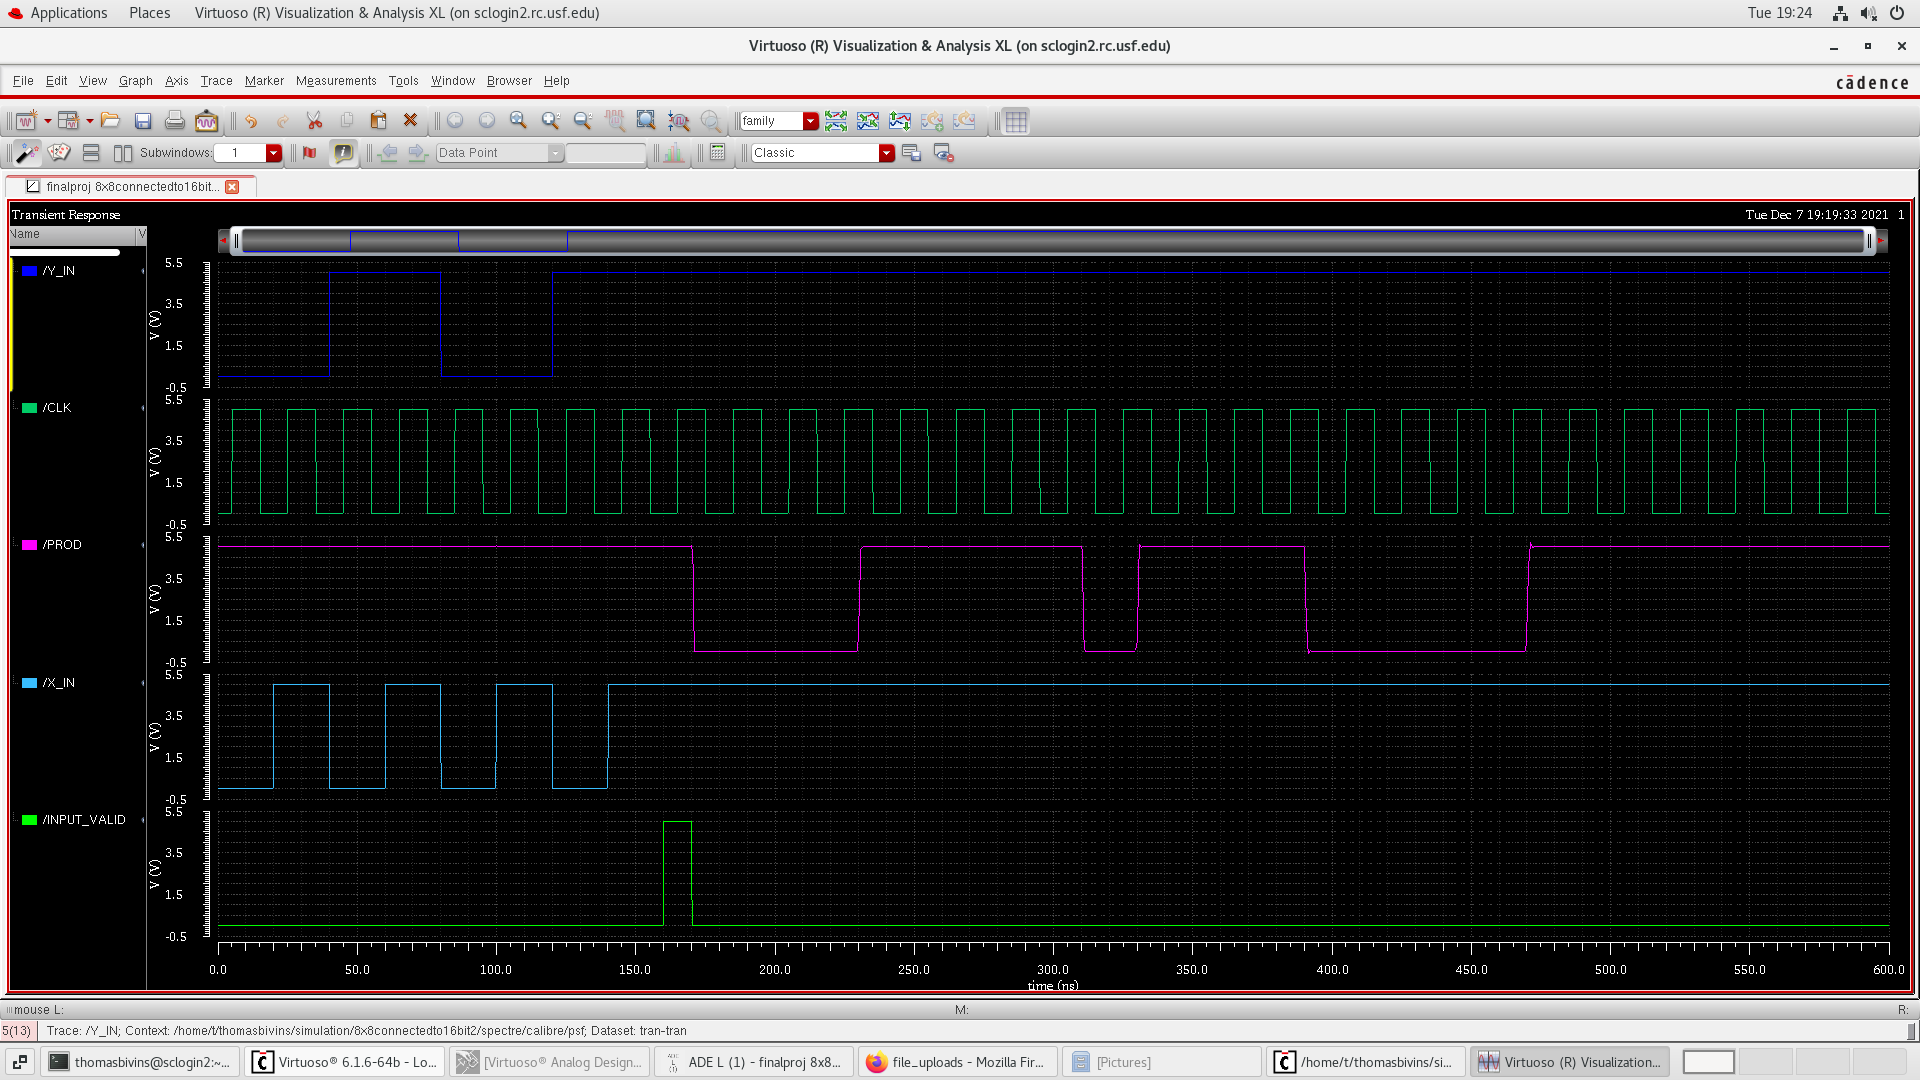 Applications Places Virtuoso (R) Visualization & Analysis XL (on sclogin2.rc.usf.edu) Tue 19:24
Virtuoso (R) Visualization & Analysis XL (on sclogin2.rc.usf.edu)
File Edit View Graph Axis Trace Marker Measurements Tools Window Browser Help cādence
family
Subwindows: 1 Data Point Classic
finalproj 8x8connectedto16bit...
Transient Response Tue Dec 7 19:19:33 2021 1
Name V
/Y_IN
5.5
3.5
1.5
-0.5
V (V)
/CLK
5.5
3.5
1.5
-0.5
V (V)
/PROD
5.5
3.5
1.5
-0.5
V (V)
/X_IN
5.5
3.5
1.5
-0.5
V (V)
/INPUT_VALID
5.5
3.5
1.5
-0.5
V (V)
0.0 50.0 100.0 150.0 200.0 250.0 300.0 350.0 400.0 450.0 500.0 550.0 600.0
time (ns)
mouse L: M: R:
5(13) Trace: /Y_IN; Context: /home/t/thomasbivins/simulation/8x8connectedto16bit2/spectre/calibre/psf; Dataset: tran-tran
thomasbivins@sclogin2:~... Virtuoso® 6.1.6-64b - Lo... [Virtuoso® Analog Design... ADE L (1) - finalproj 8x8... file_uploads - Mozilla Fir... [Pictures] /home/t/thomasbivins/si... Virtuoso (R) Visualization...